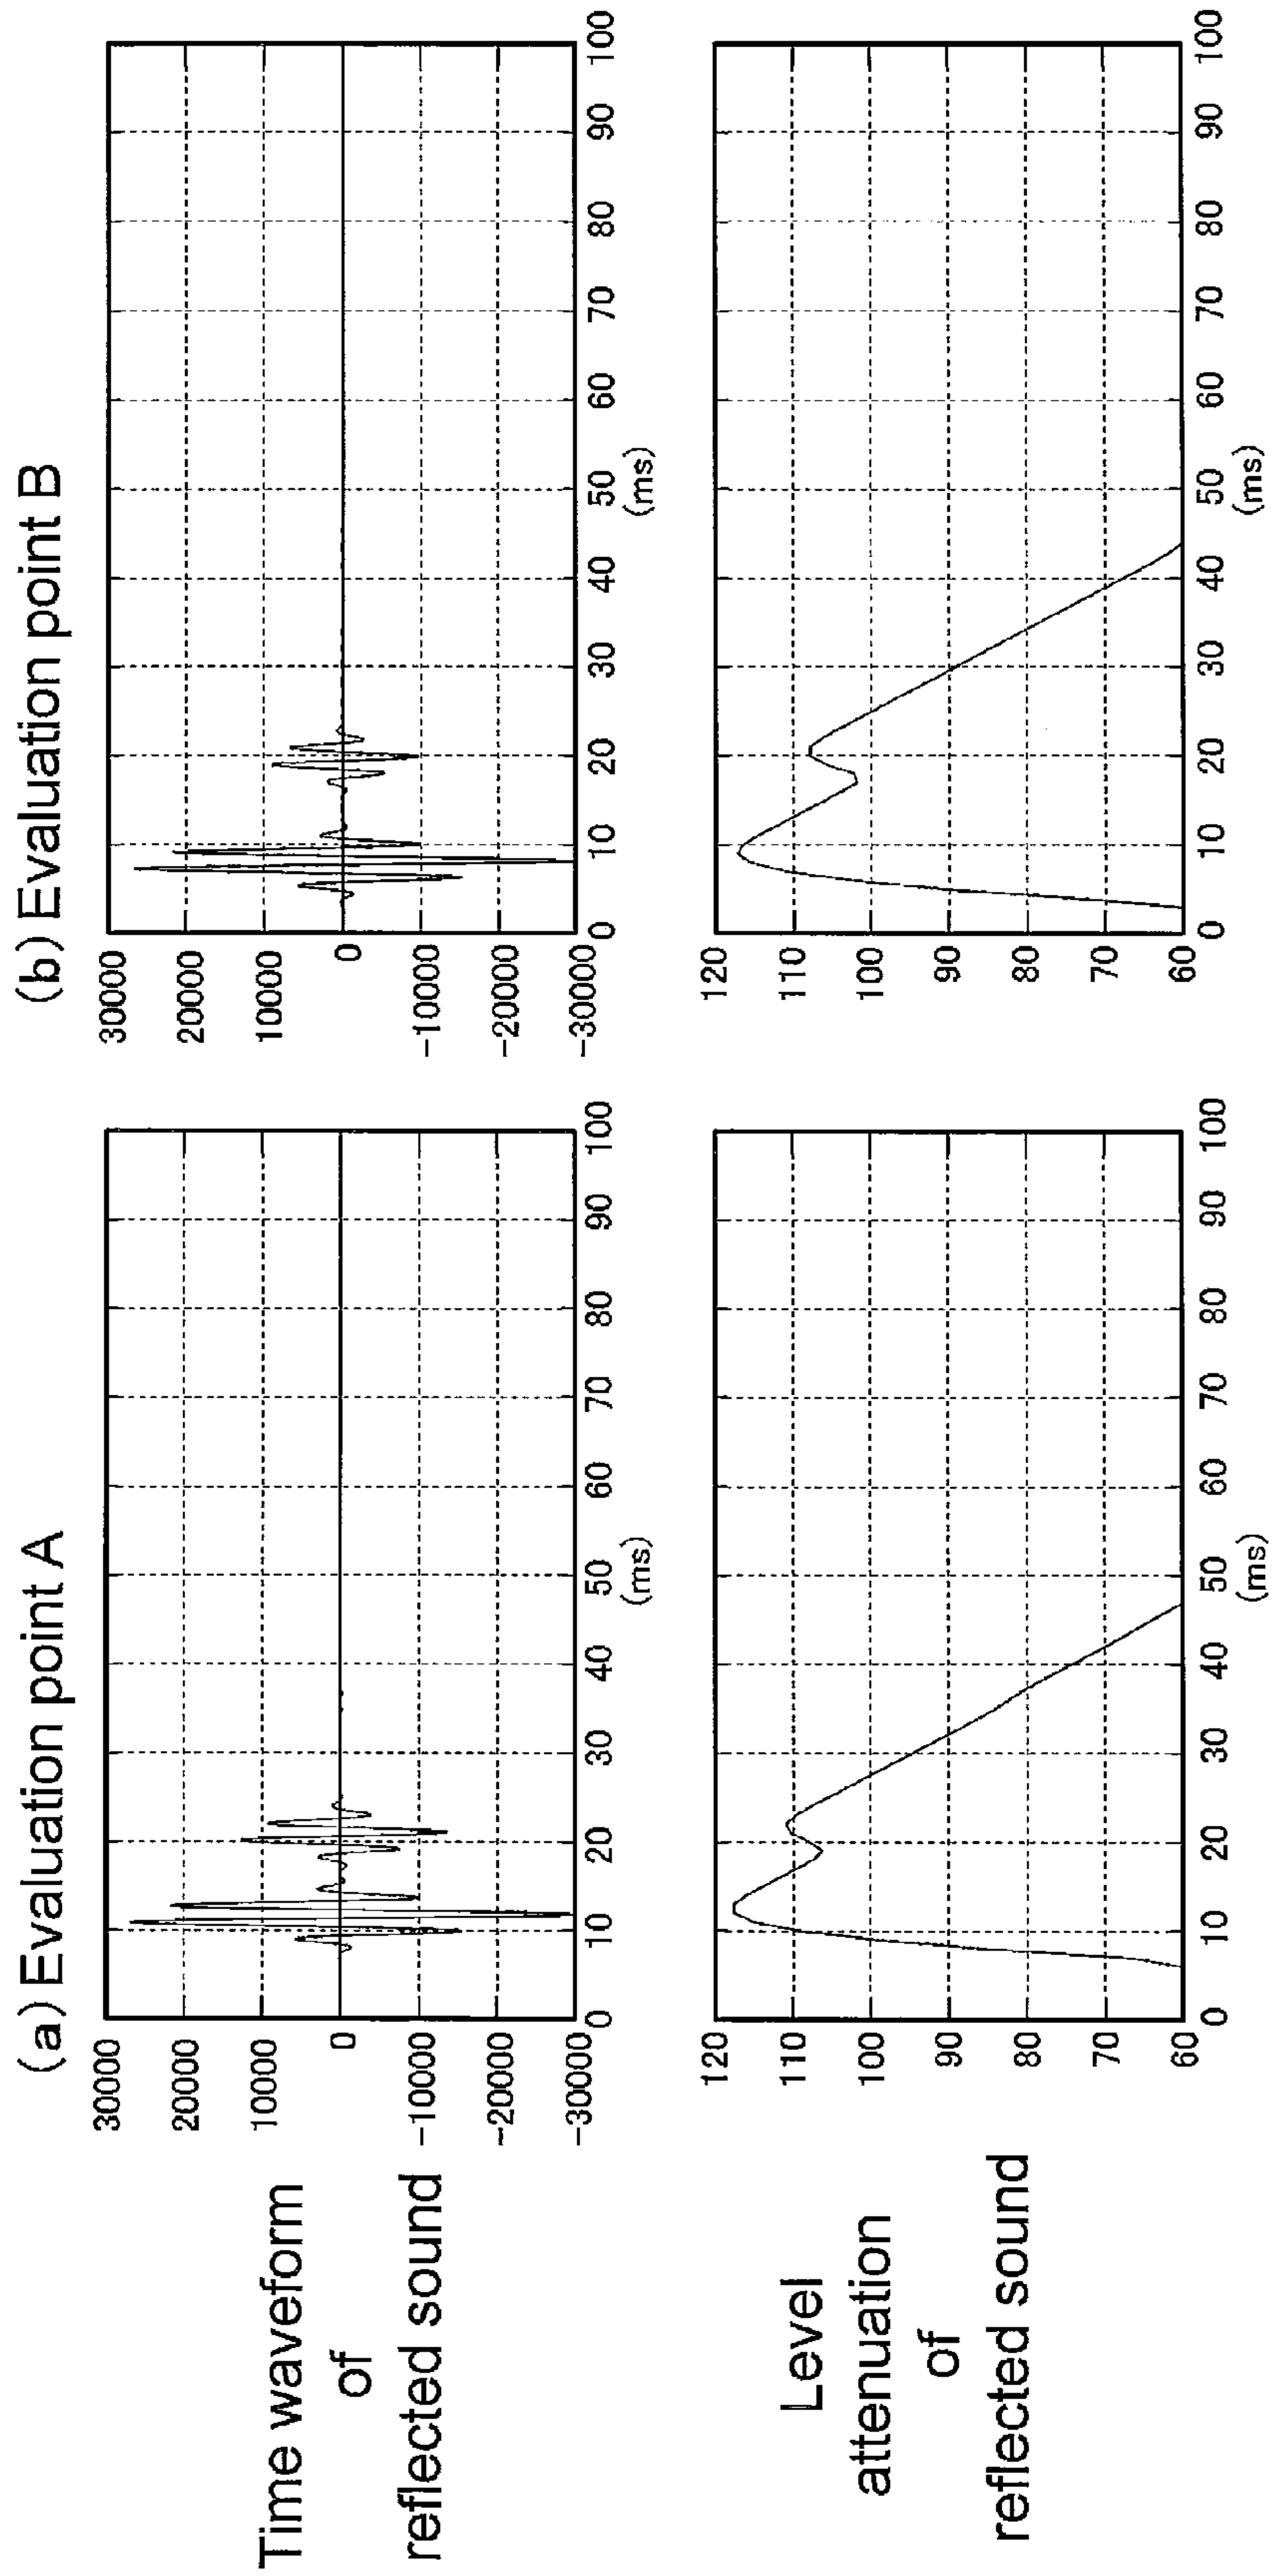 (a) Evaluation point A
(b) Evaluation point B
Time waveform
of
reflected sound
30000
20000
10000
0
-10000
-20000
-30000
0 10 20 30 40 50 60 70 80 90 100
(ms)
30000
20000
10000
0
-10000
-20000
-30000
0 10 20 30 40 50 60 70 80 90 100
(ms)
Level
attenuation
of
reflected sound
120
110
100
90
80
70
60
0 10 20 30 40 50 60 70 80 90 100
(ms)
120
110
100
90
80
70
60
0 10 20 30 40 50 60 70 80 90 100
(ms)